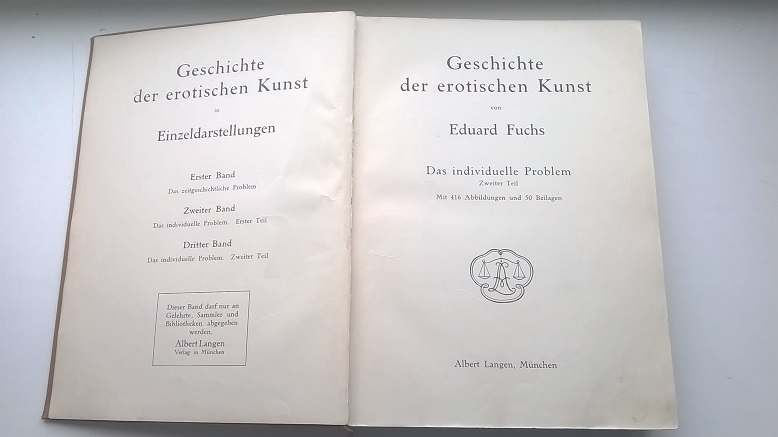 Geschichte
der erotischen Kunst
in
Einzeldarstellungen
Erster Band
Das zeitgeschichtliche Problem
Zweiter Band
Das individuelle Problem. Erster Teil
Dritter Band
Das individuelle Problem. Zweiter Teil
Dieser Band darf nur an
Gelehrte, Sammler und
Bibliotheken abgegeben
werden.
Albert Langen
Verlag in München
Geschichte
der erotischen Kunst
von
Eduard Fuchs
Das individuelle Problem
Zweiter Teil
Mit 416 Abbildungen und 50 Beilagen
Albert Langen, München